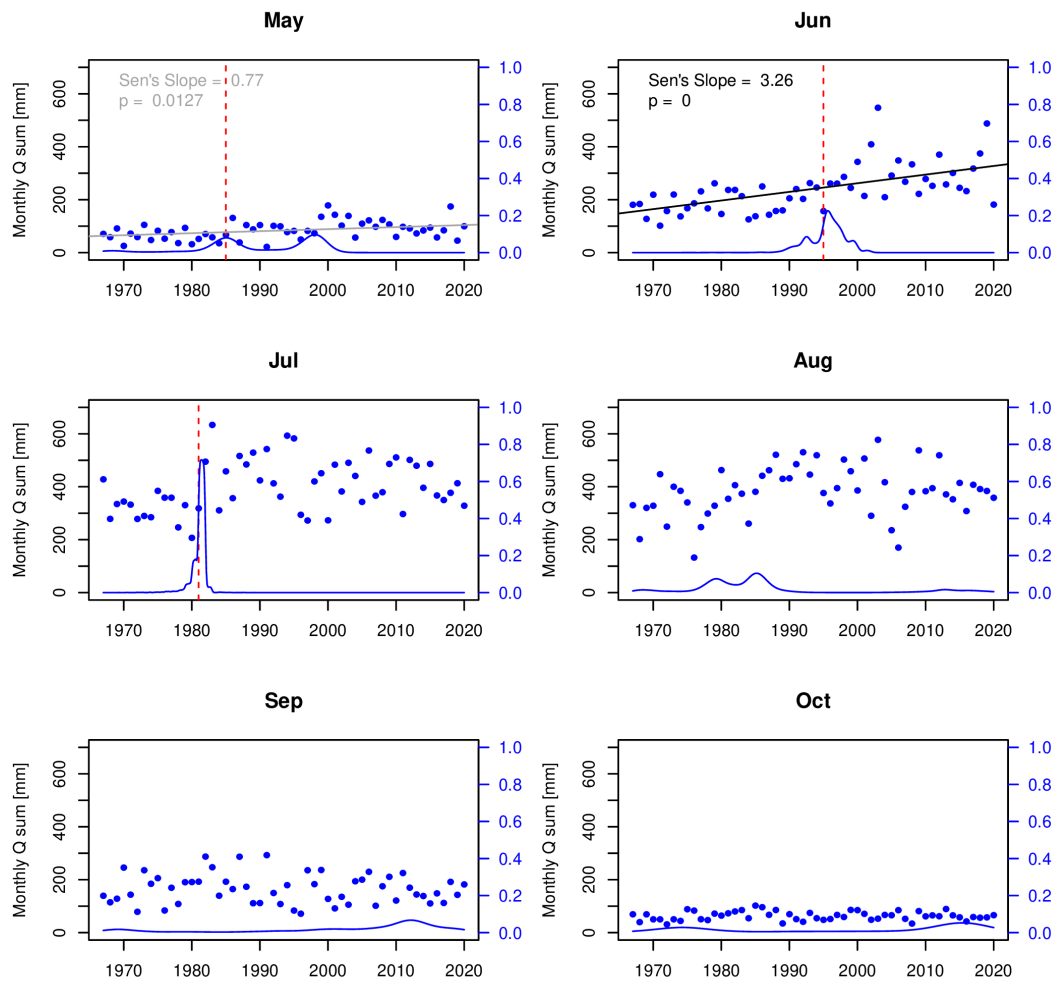 May
Monthly Q sum [mm]
0 200 400 600
1970 1980 1990 2000 2010 2020
0.0 0.2 0.4 0.6 0.8 1.0
Sen's Slope = 0.77
p = 0.0127
Jun
Monthly Q sum [mm]
0 200 400 600
1970 1980 1990 2000 2010 2020
0.0 0.2 0.4 0.6 0.8 1.0
Sen's Slope = 3.26
p = 0
Jul
Monthly Q sum [mm]
0 200 400 600
1970 1980 1990 2000 2010 2020
0.0 0.2 0.4 0.6 0.8 1.0
Aug
Monthly Q sum [mm]
0 200 400 600
1970 1980 1990 2000 2010 2020
0.0 0.2 0.4 0.6 0.8 1.0
Sep
Monthly Q sum [mm]
0 200 400 600
1970 1980 1990 2000 2010 2020
0.0 0.2 0.4 0.6 0.8 1.0
Oct
Monthly Q sum [mm]
0 200 400 600
1970 1980 1990 2000 2010 2020
0.0 0.2 0.4 0.6 0.8 1.0